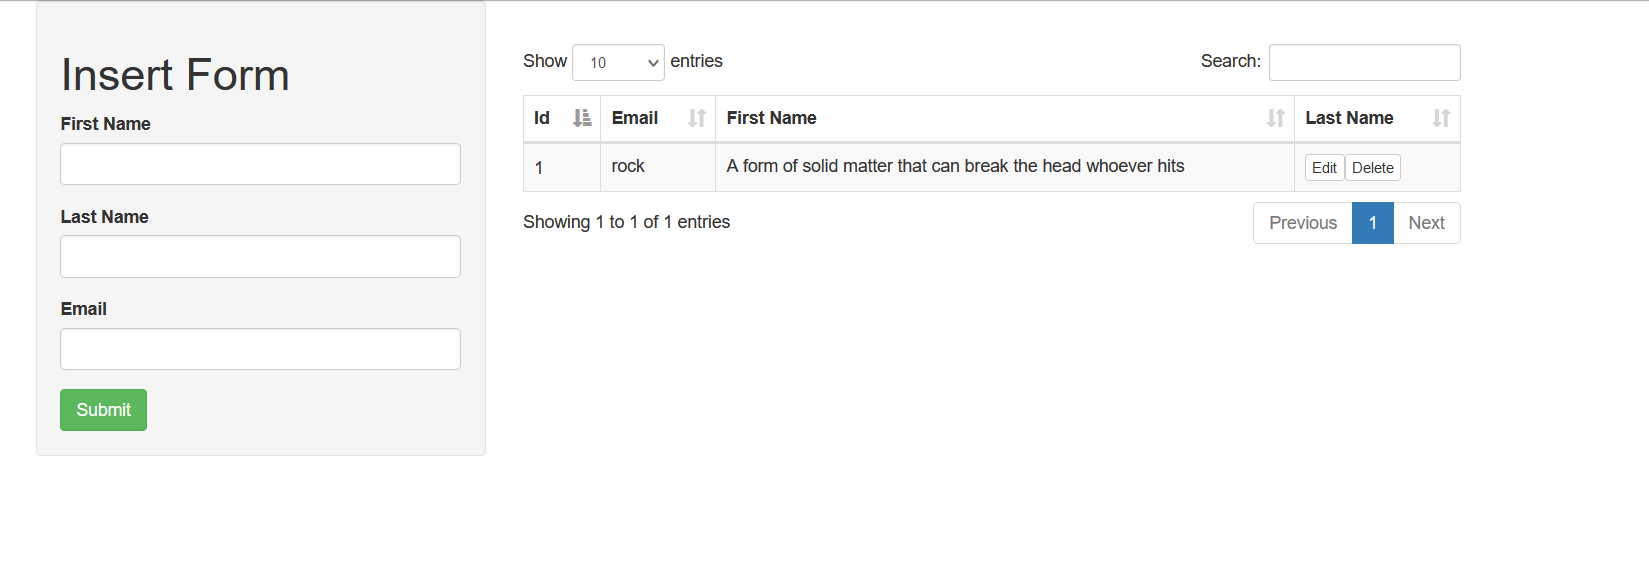 Insert Form
First Name
Last Name
Email
Submit
Show 10 entries
Search:
Id Email First Name Last Name
1 rock A form of solid matter that can break the head whoever hits Edit Delete
Showing 1 to 1 of 1 entries
Previous 1 Next